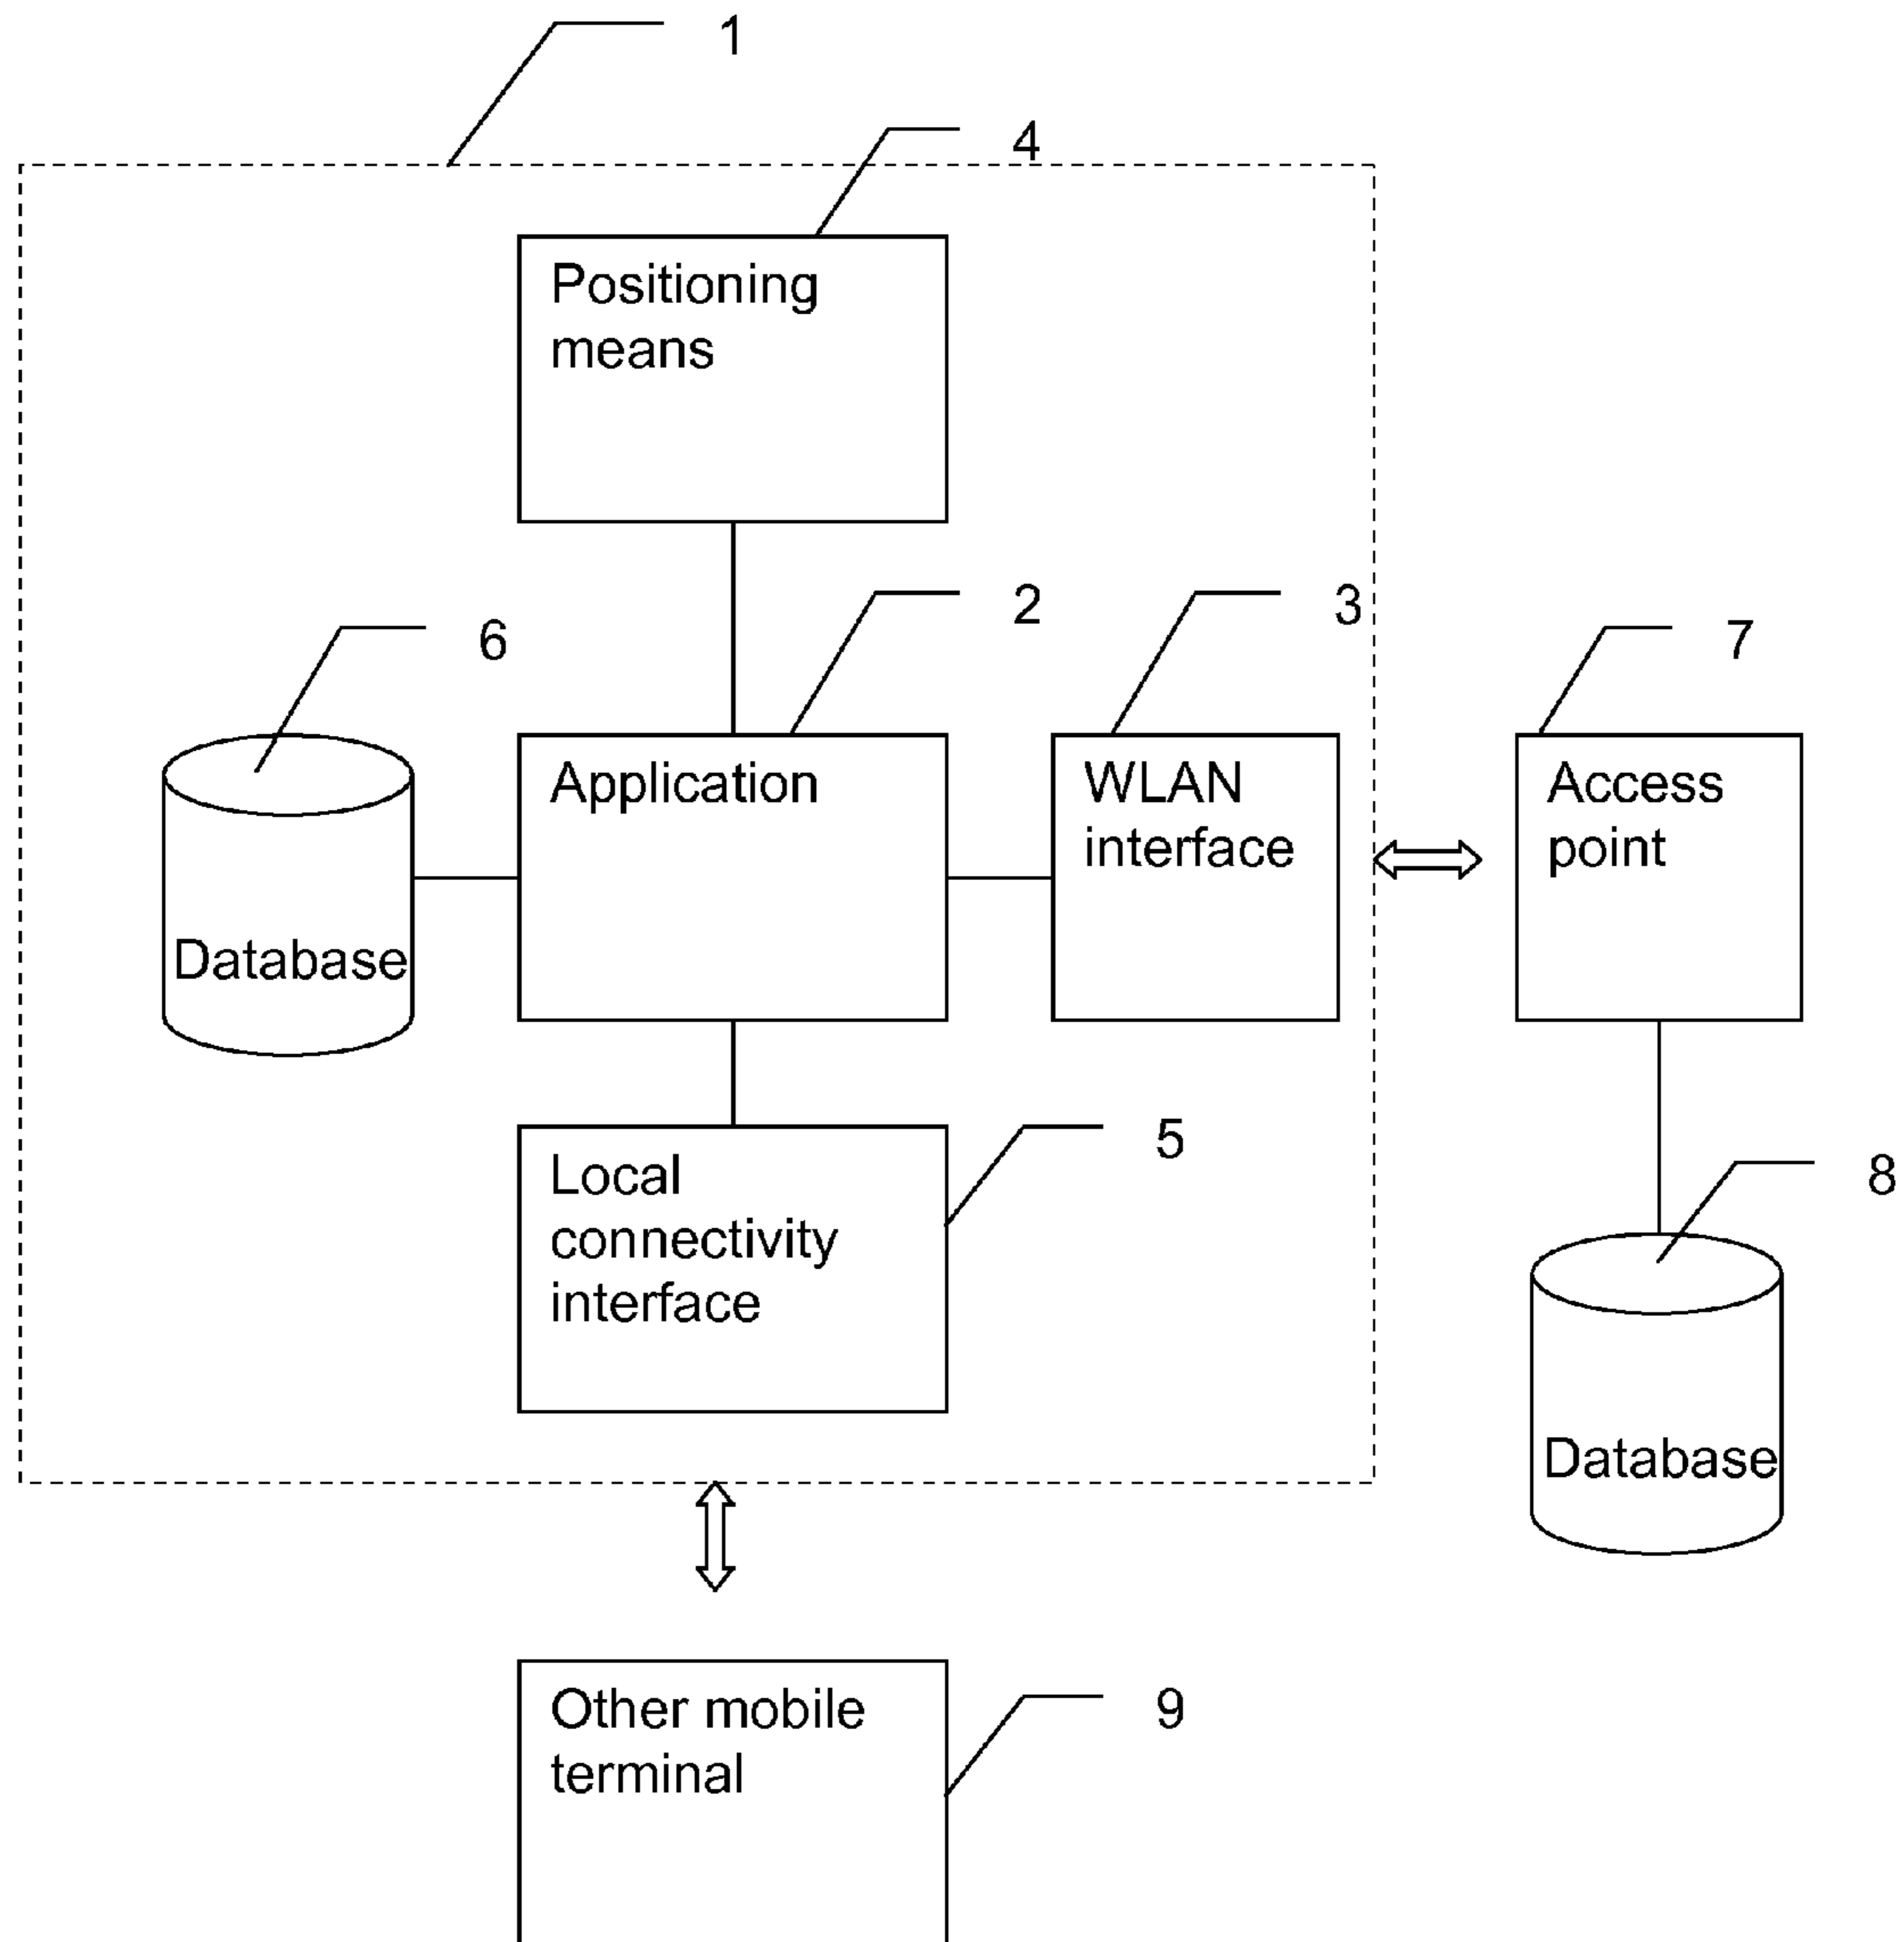 1
4
Positioning
means
2
3
6
7
Application
WLAN
interface
Access
point
Database
5
Local
connectivity
interface
8
Database
Other mobile
terminal
9